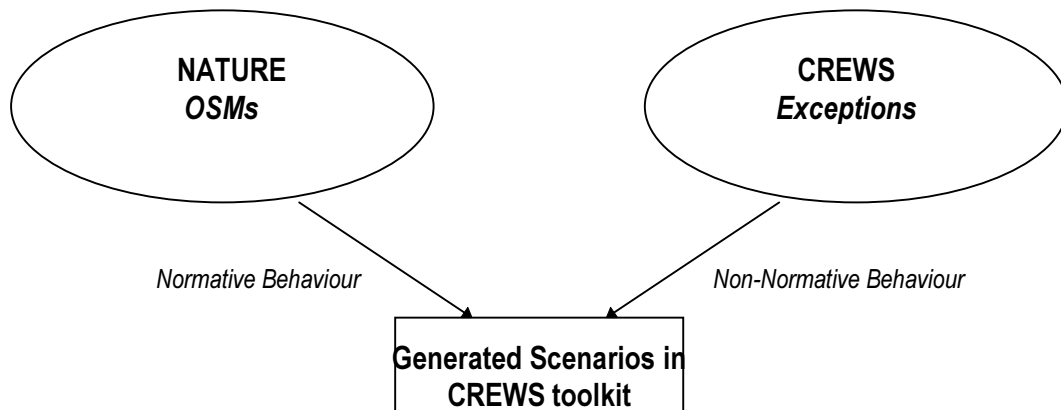 NATURE
OSMs
CREWS
Exceptions
Normative Behaviour
Non-Normative Behaviour
Generated Scenarios in
CREWS toolkit